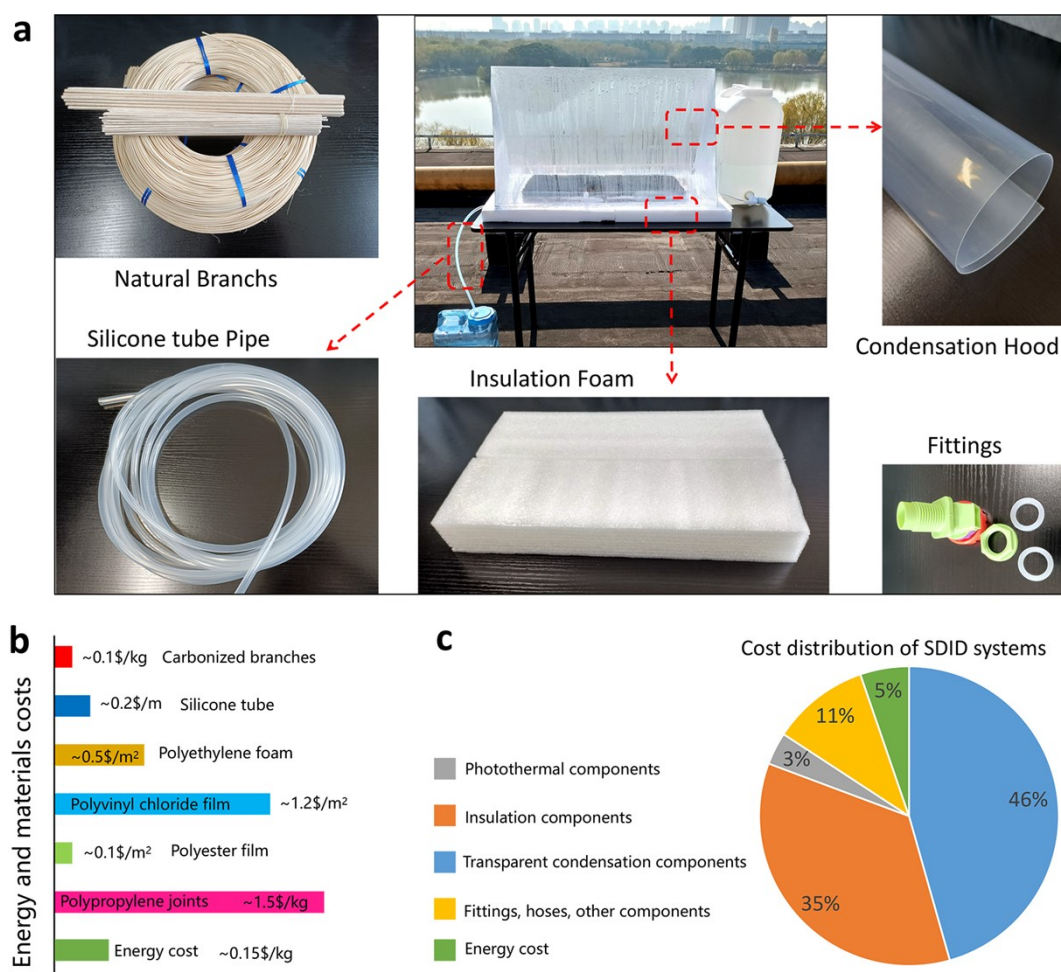 a
Natural Branchs
Silicone tube Pipe
Insulation Foam
Condensation Hood
Fittings
b
Energy and materials costs
~0.1$/kg Carbonized branches
~0.2$/m Silicone tube
~0.5$/m² Polyethylene foam
Polyvinyl chloride film ~1.2$/m²
~0.1$/m² Polyester film
Polypropylene joints ~1.5$/kg
Energy cost ~0.15$/kg
c
Cost distribution of SDID systems
5%
11%
3%
46%
35%
Photothermal components
Insulation components
Transparent condensation components
Fittings, hoses, other components
Energy cost